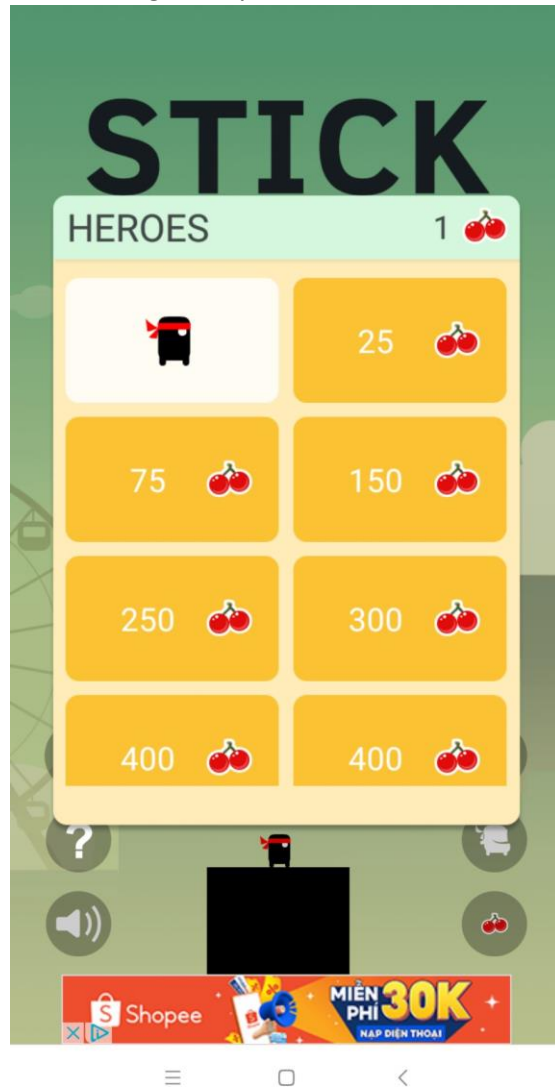 STICK
HEROES 1
25
75 150
250 300
400 400
?
S Shopee
MIỄN PHÍ 30K
NẠP ĐIỆN THOẠI